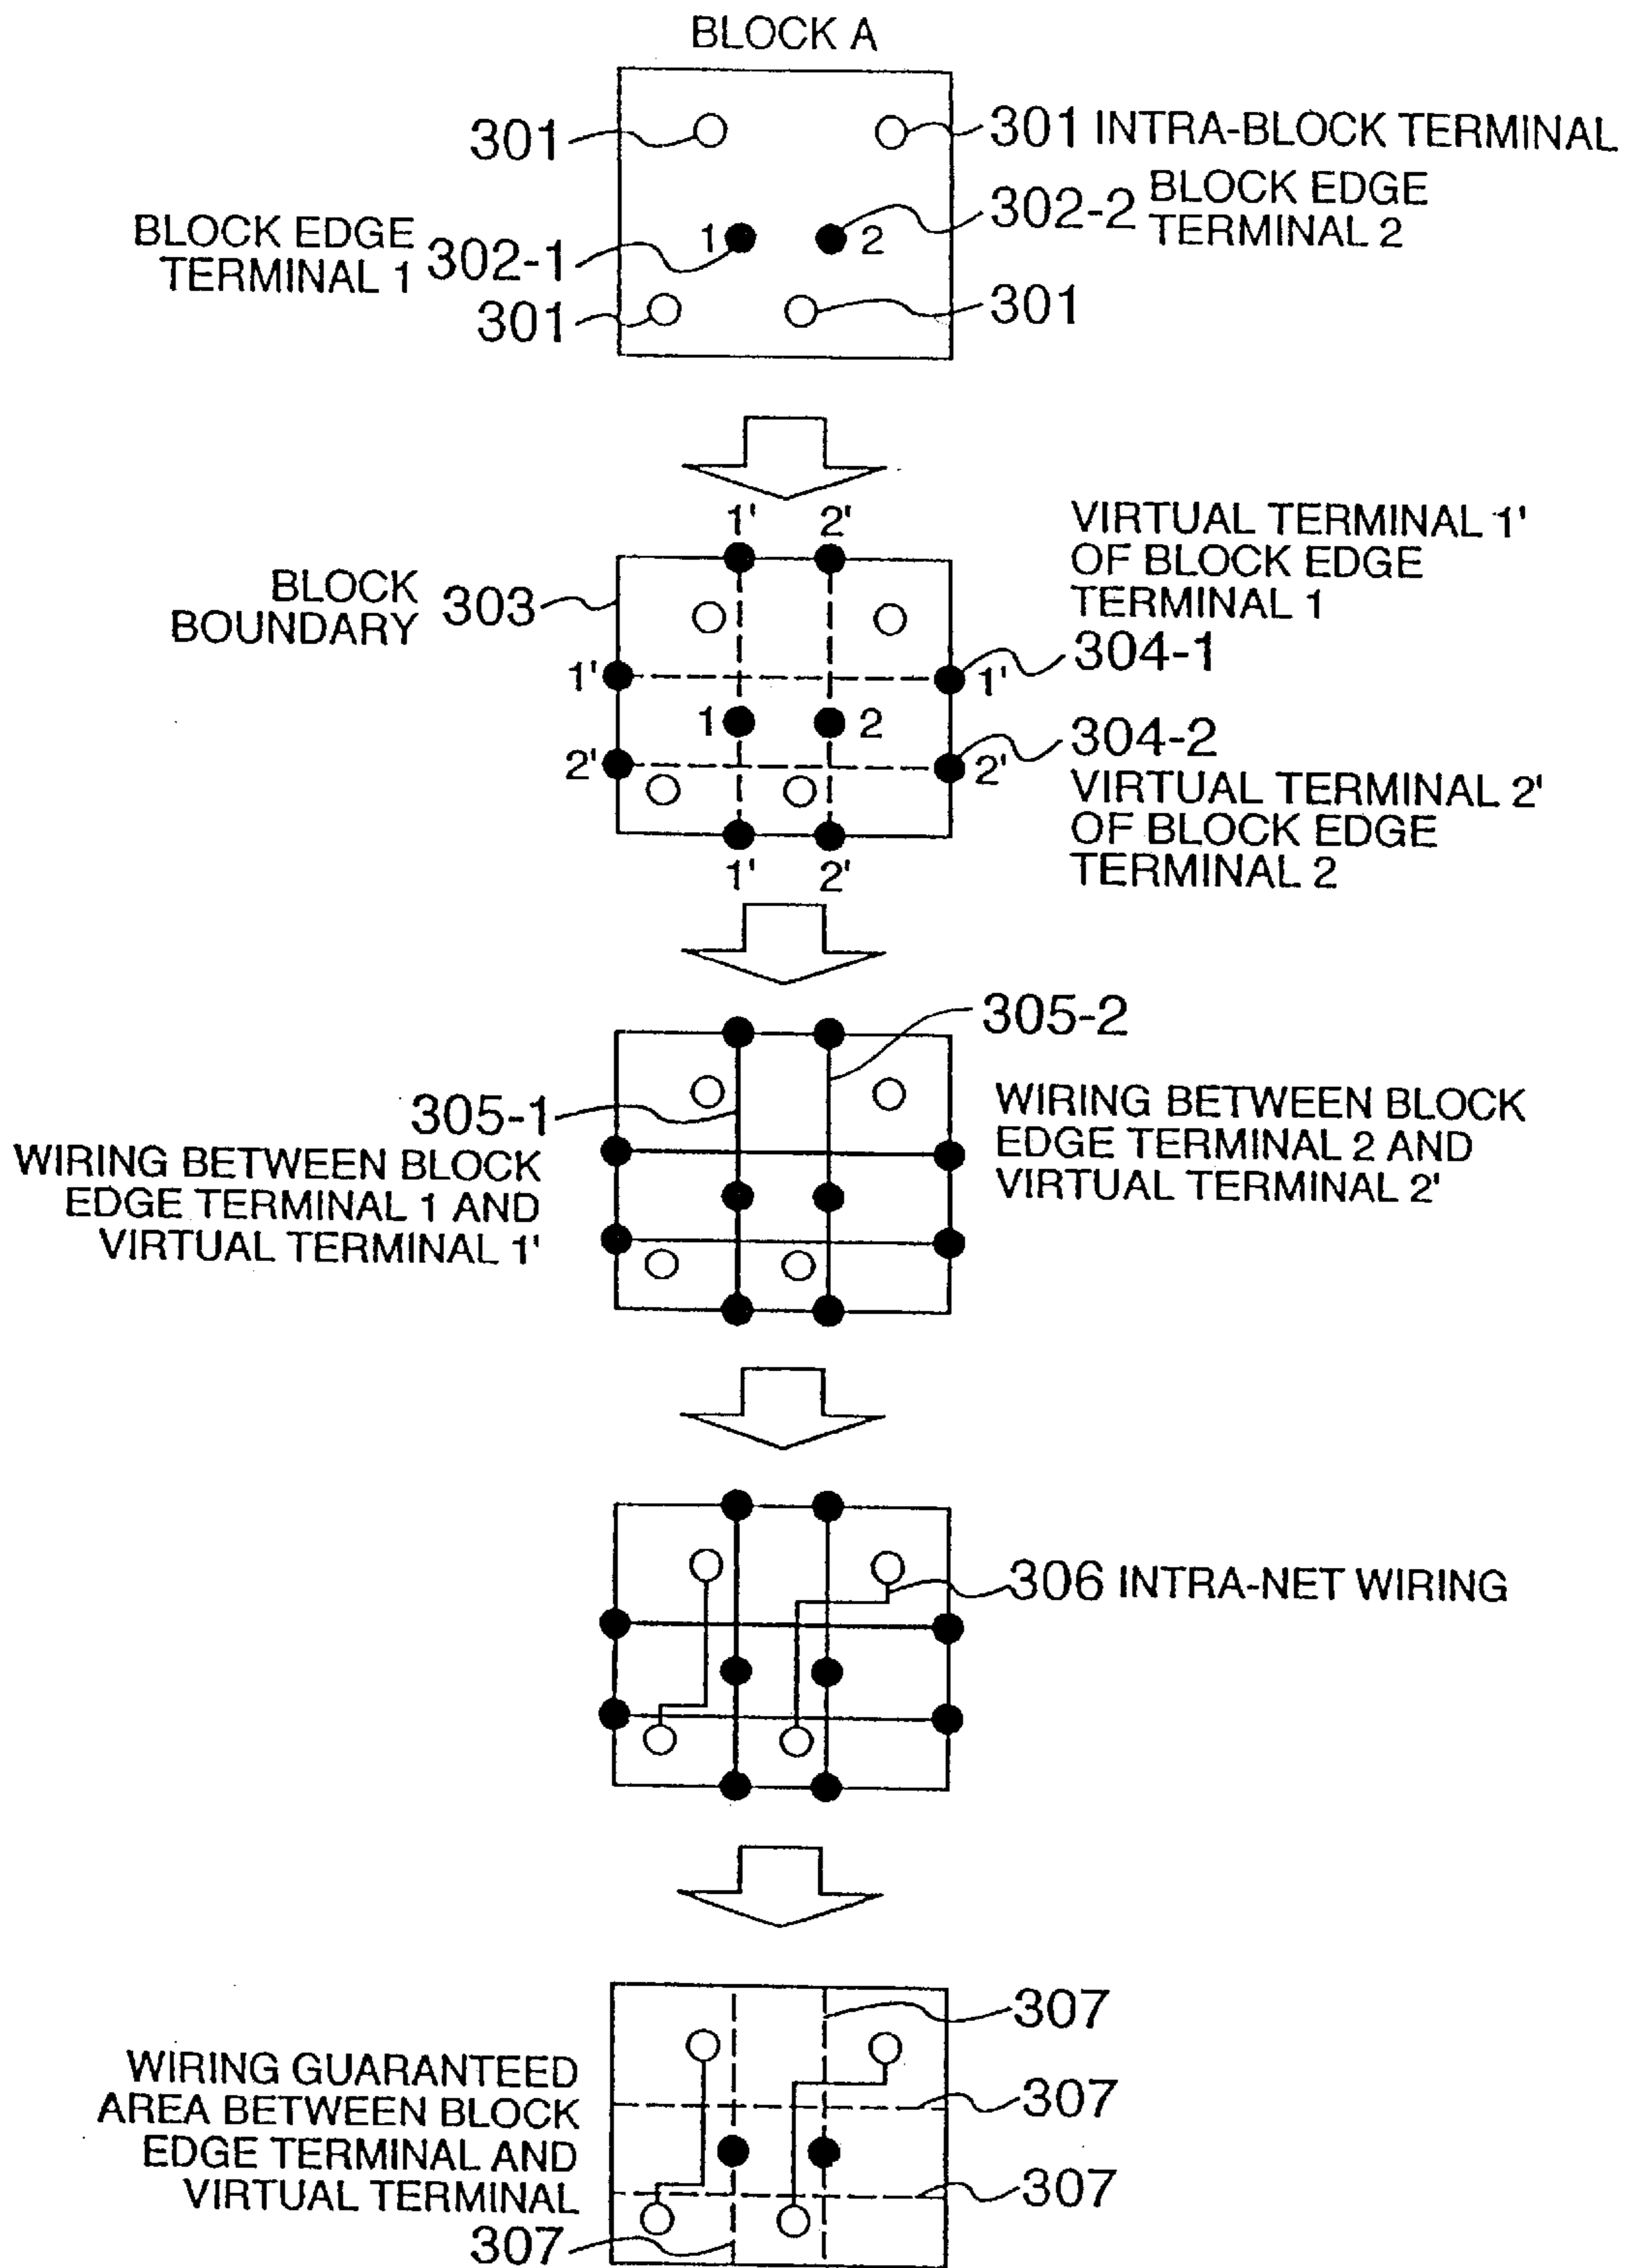 BLOCK A
301
301 INTRA-BLOCK TERMINAL
302-2 BLOCK EDGE
TERMINAL 2
BLOCK EDGE
TERMINAL 1 302-1
1
2
301
301
1' 2'
VIRTUAL TERMINAL 1'
OF BLOCK EDGE
TERMINAL 1
304-1
BLOCK
BOUNDARY 303
1'
1'
1
2
304-2
2'
2'
VIRTUAL TERMINAL 2'
OF BLOCK EDGE
TERMINAL 2
1' 2'
305-2
305-1
WIRING BETWEEN BLOCK
EDGE TERMINAL 1 AND
VIRTUAL TERMINAL 1'
WIRING BETWEEN BLOCK
EDGE TERMINAL 2 AND
VIRTUAL TERMINAL 2'
306 INTRA-NET WIRING
307
307
307
WIRING GUARANTEED
AREA BETWEEN BLOCK
EDGE TERMINAL AND
VIRTUAL TERMINAL
307